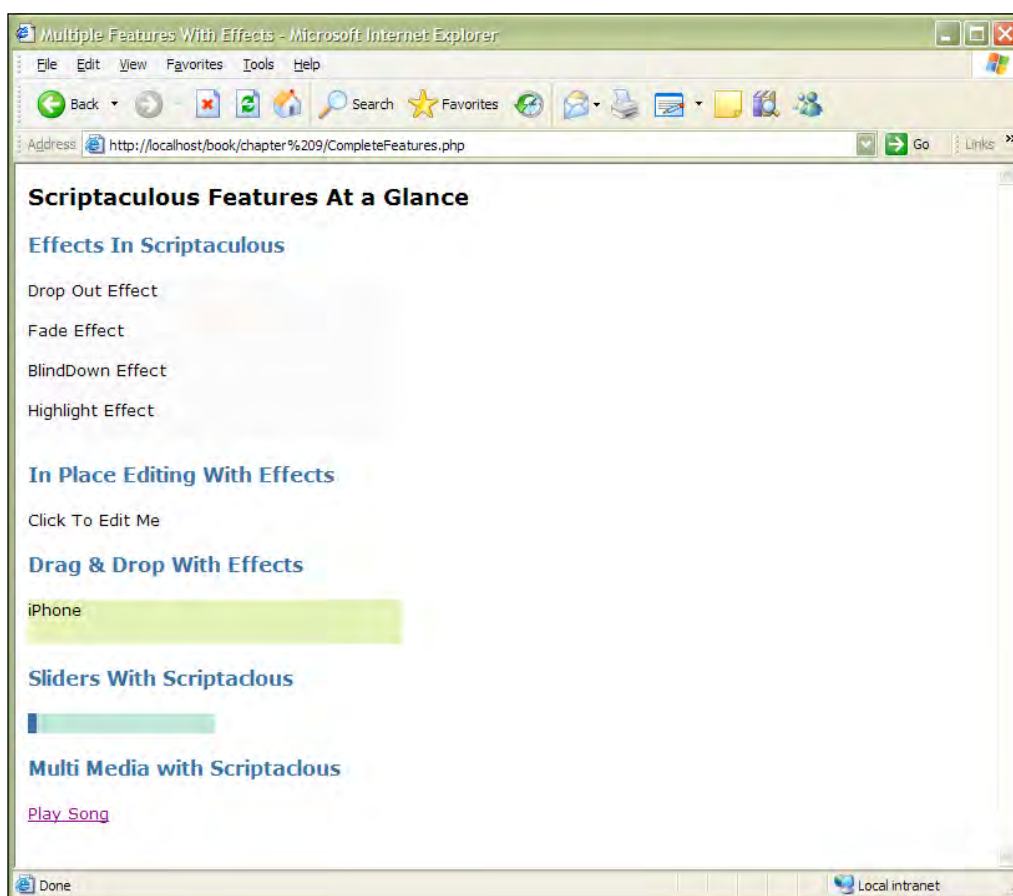 Multiple Features With Effects - Microsoft Internet Explorer
File Edit View Favorites Tools Help
Back Search Favorites
Address http://localhost/book/chapter%209/CompleteFeatures.php Go Links »
Scriptaculous Features At a Glance
Effects In Scriptaculous
Drop Out Effect
Fade Effect
BlindDown Effect
Highlight Effect
In Place Editing With Effects
Click To Edit Me
Drag & Drop With Effects
iPhone
Sliders With Scriptaclous
Multi Media with Scriptaclous
Play Song
Done Local intranet